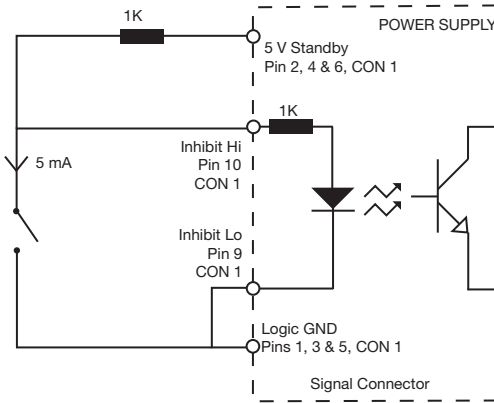 1K
POWER SUPPLY
5 V Standby
Pin 2, 4 & 6, CON 1
1K
Inhibit Hi
Pin 10
CON 1
5 mA
Inhibit Lo
Pin 9
CON 1
Logic GND
Pins 1, 3 & 5, CON 1
Signal Connector